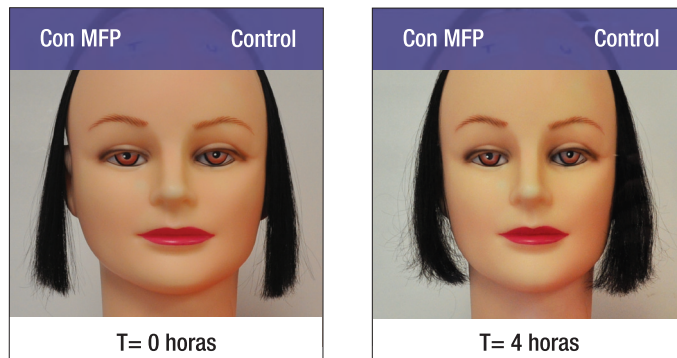 Con MFP Control
Con MFP Control
T= 0 horas
T= 4 horas